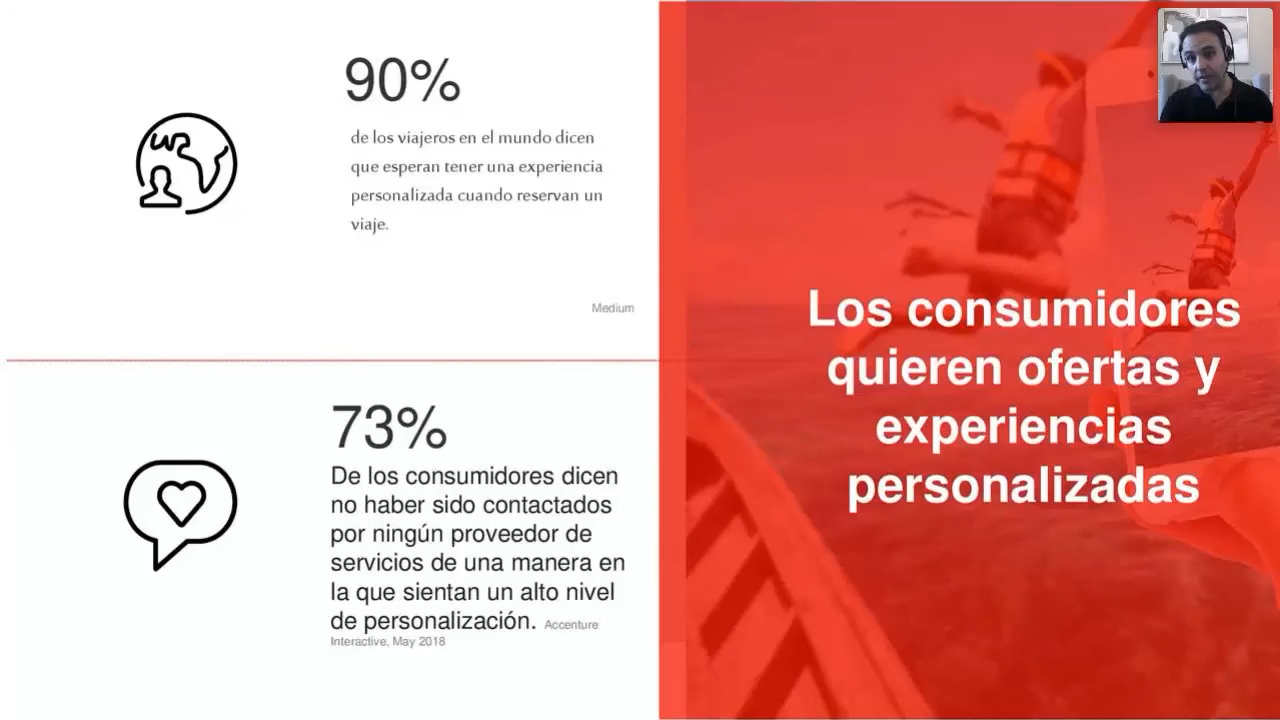 90%
de los viajeros en el mundo dicen
que esperan tener una experiencia
personalizada cuando reservan un
viaje.
Medium
73%
De los consumidores dicen
no haber sido contactados
por ningún proveedor de
servicios de una manera en
la que sientan un alto nivel
de personalización. Accenture
Interactive, May 2018
Los consumidores
quieren ofertas y
experiencias
personalizadas